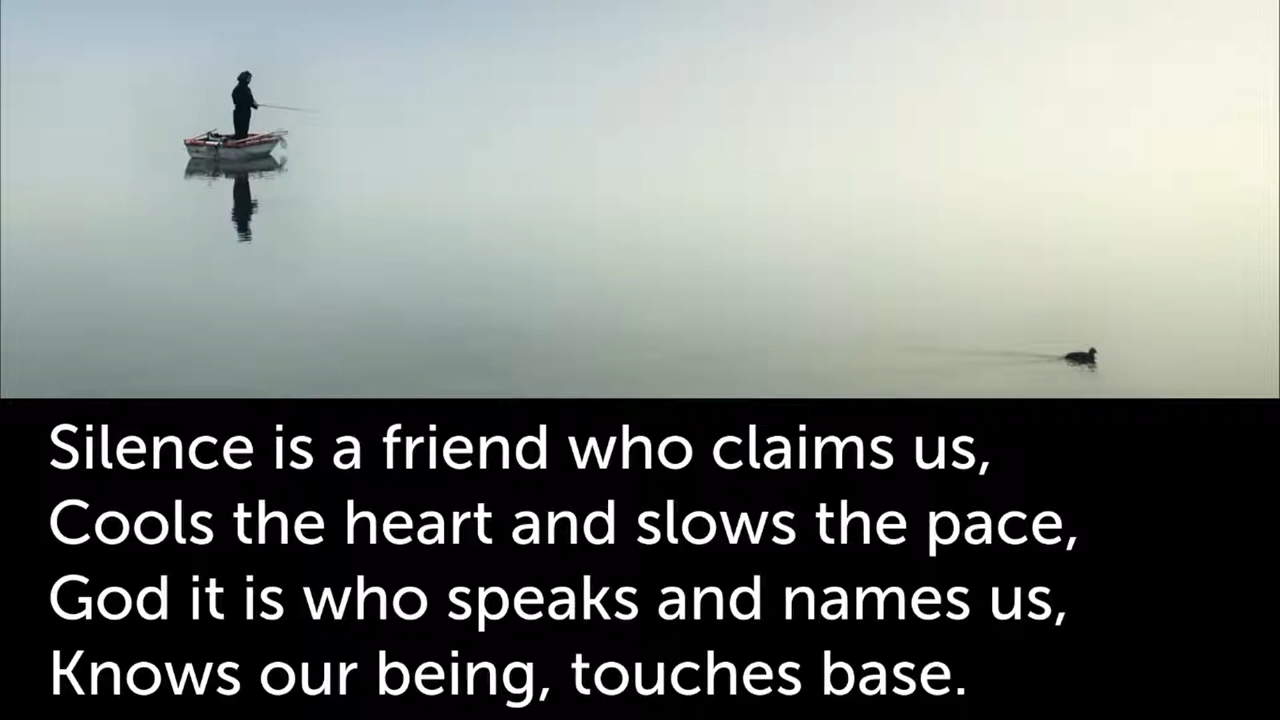 Silence is a friend who claims us,
Cools the heart and slows the pace,
God it is who speaks and names us,
Knows our being, touches base.